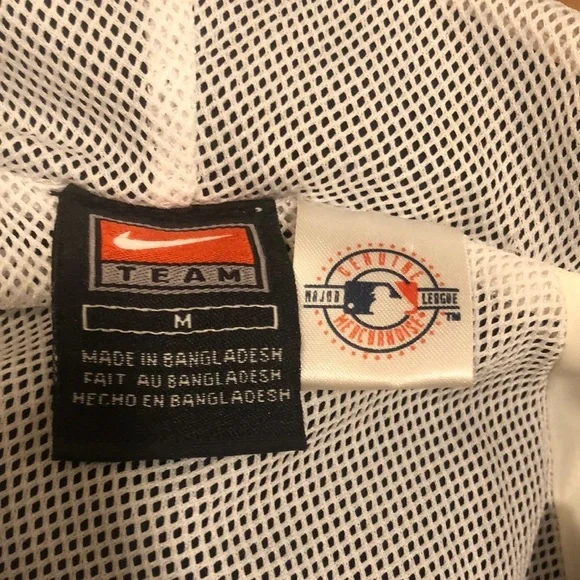 TEAM
M
MADE IN BANGLADESH
FAIT AU BANGLADESH
HECHO EN BANGLADESH
GENUINE
MAJOR LEAGUE
MERCHANDISE
TM